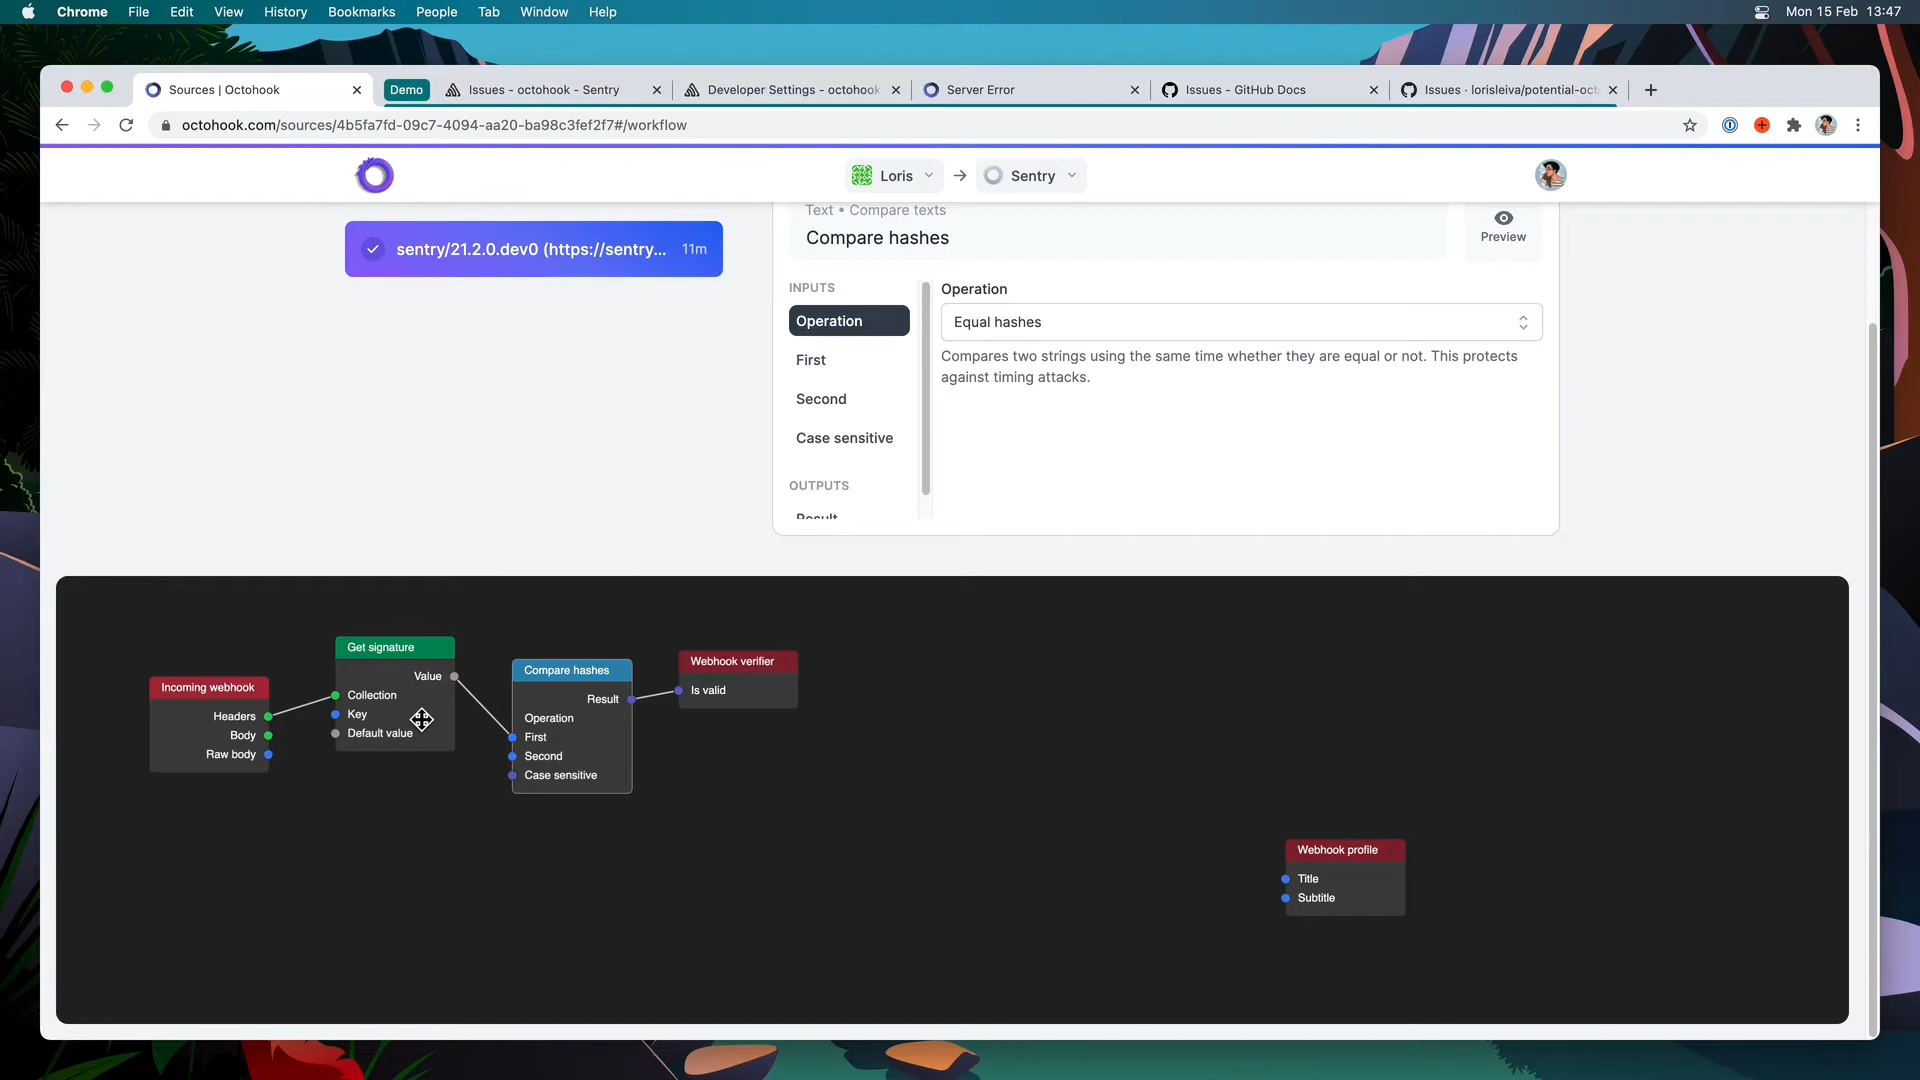 Chrome File Edit View History Bookmarks People Tab Window Help Mon 15 Feb 13:47
Sources | Octohook Demo Issues - octohook - Sentry Developer Settings - octohook Server Error Issues - GitHub Docs Issues · lorisleiva/potential-oct
octohook.com/sources/4b5fa7fd-09c7-4094-aa20-ba98c3fef2f7#/workflow
Loris → Sentry
Text • Compare texts
Compare hashes
Preview
sentry/21.2.0.dev0 (https://sentry... 11m
INPUTS
Operation
First
Second
Case sensitive
OUTPUTS
Result
Operation
Equal hashes
Compares two strings using the same time whether they are equal or not. This protects
against timing attacks.
Incoming webhook
Headers
Body
Raw body
Get signature
Value
Collection
Key
Default value
Compare hashes
Result
Operation
First
Second
Case sensitive
Webhook verifier
Is valid
Webhook profile
Title
Subtitle